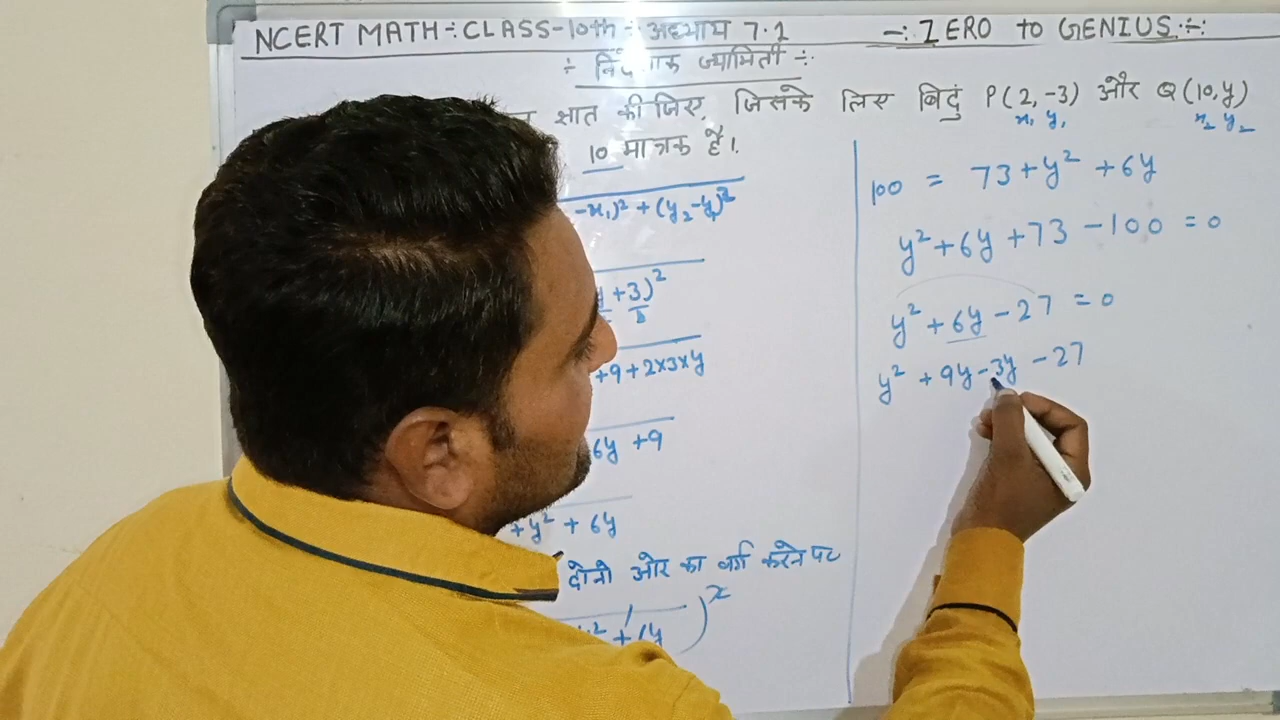 NCERT MATH÷CLASS-10th÷ अध्याय 7.1 -: ZERO to GENIUS.÷
÷ ज्यामिती ÷
ज्ञात कीजिए, जिसके लिए बिदुं P(2, -3) और Q(10, y)
x₁ y₁ x₂ y₂
10 मात्रक है।
-x₁)² + (y₂-y₁)²
+3)²
+9+2x3xy
6y +9
+y² + 6y
दोनो ओर का वर्ग करने पर
100 = 73+y² +6y
y²+6y+73 -100 =0
y² +6y -27 =0
y² +9y-3y -27